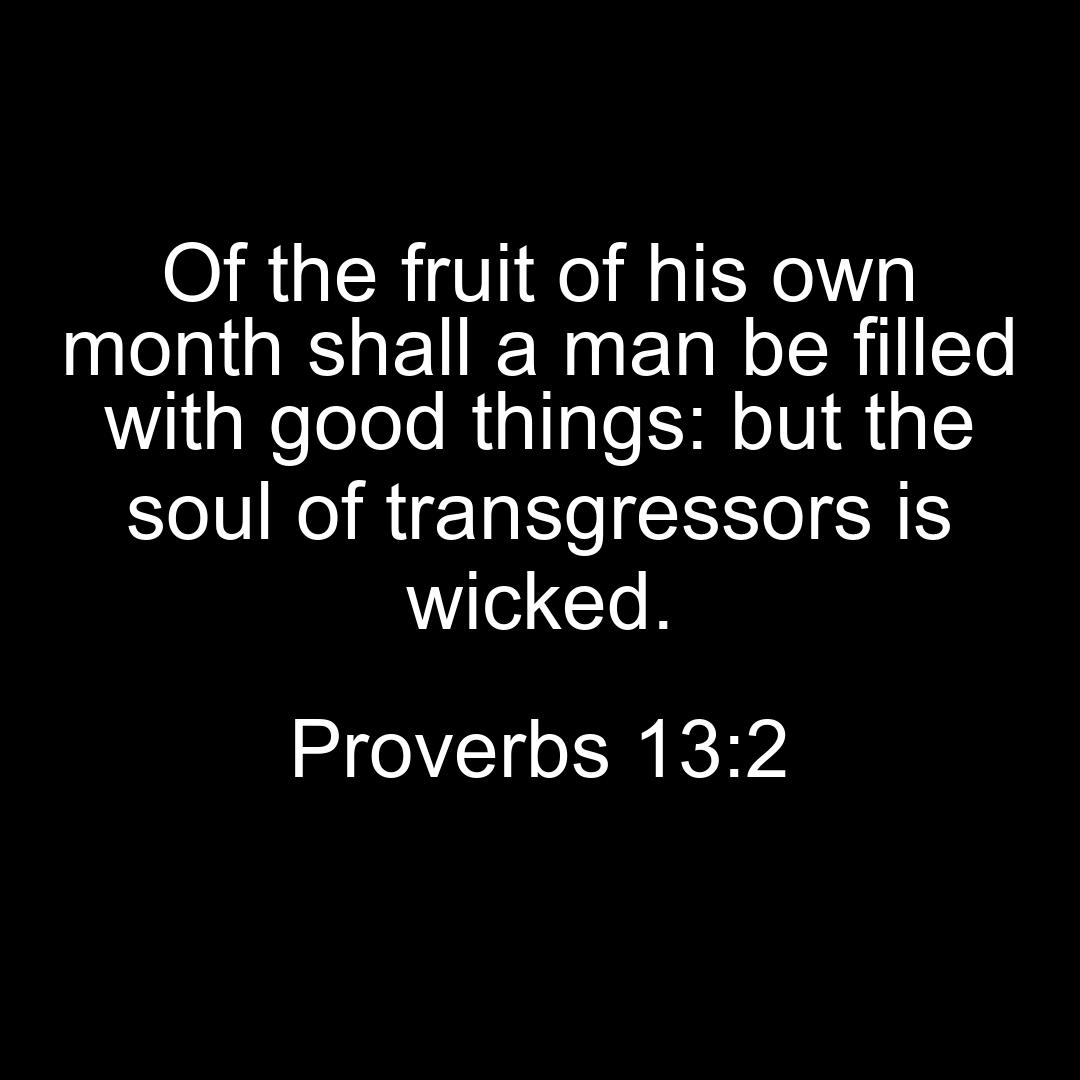 Of the fruit of his own
month shall a man be filled
with good things: but the
soul of transgressors is
wicked.
Proverbs 13:2